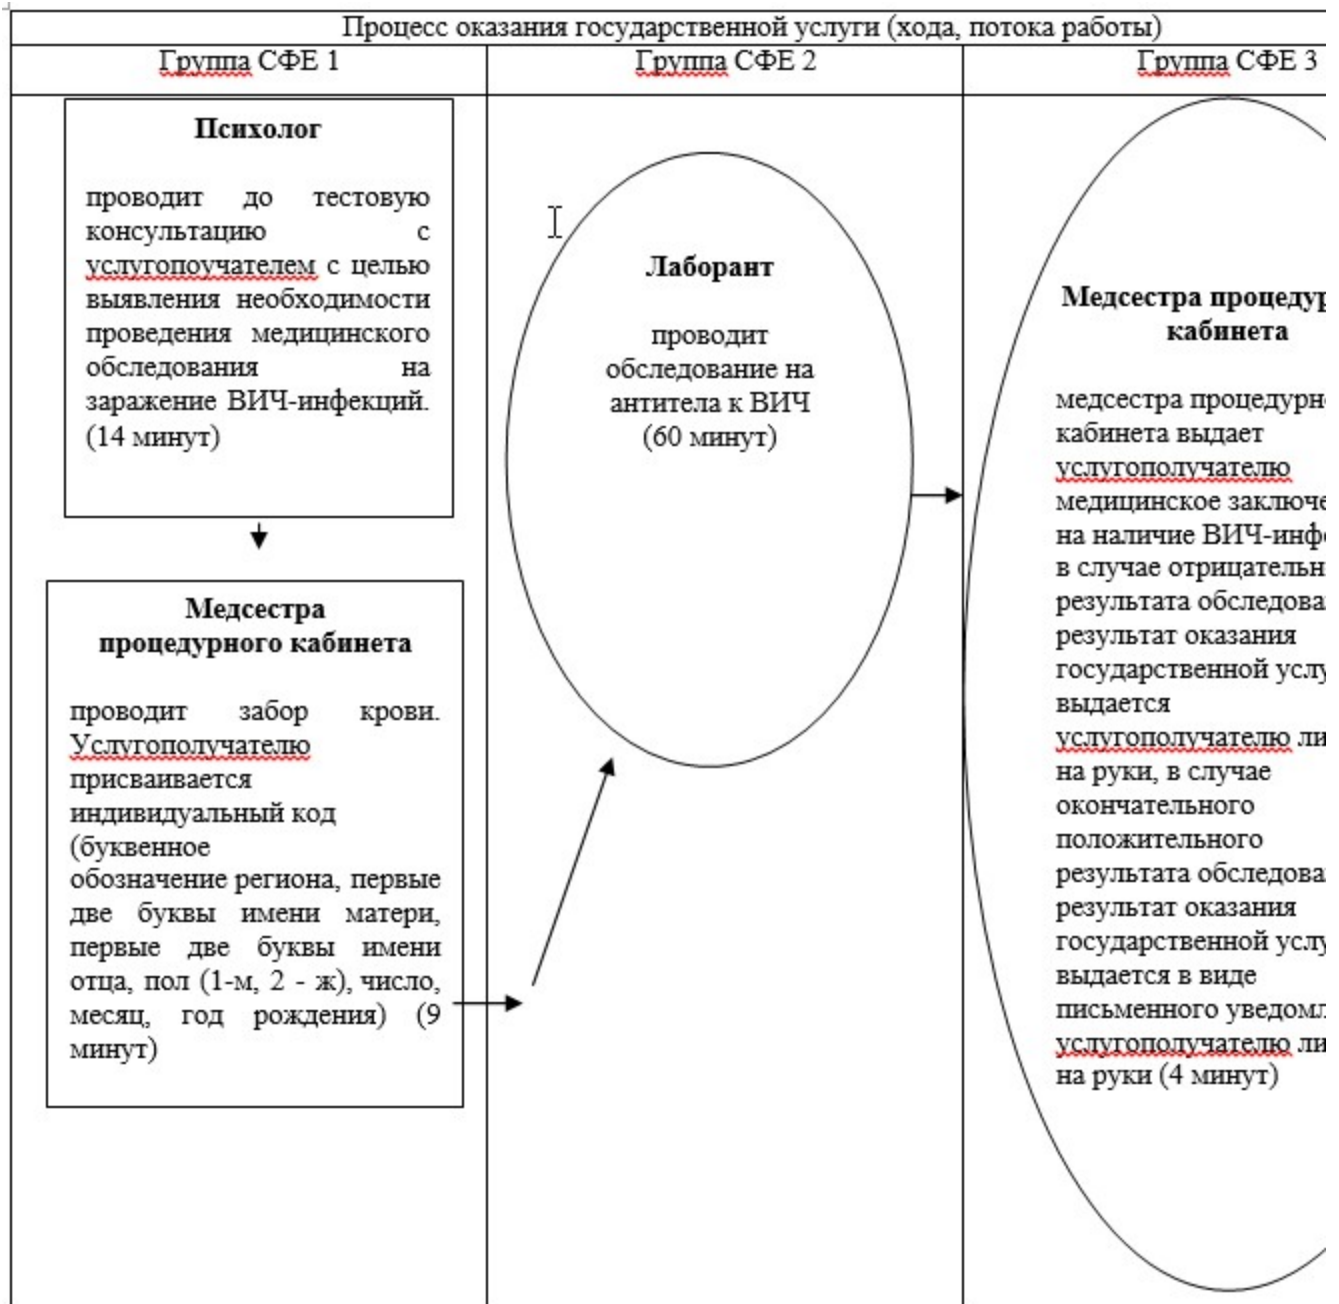 Процесс оказания государственной услуги (хода, потока работы)
Группа СФЕ 1
Группа СФЕ 2
Группа СФЕ 3
Психолог
проводит до тестовую
консультацию с
услугопоучателем с целью
выявления необходимости
проведения медицинского
обследования на
заражение ВИЧ-инфекций.
(14 минут)
Медсестра
процедурного кабинета
проводит забор крови.
Услугополучателю
присваивается
индивидуальный код
(буквенное
обозначение региона, первые
две буквы имени матери,
первые две буквы имени
отца, пол (1-м, 2 - ж), число,
месяц, год рождения) (9
минут)
Лаборант
проводит
обследование на
антитела к ВИЧ
(60 минут)
Медсестра процедур
кабинета
медсестра процедурн
кабинета выдает
услугополучателю
медицинское заключе
на наличие ВИЧ-инф
в случае отрицательн
результата обследова
результат оказания
государственной услу
выдается
услугополучателю ли
на руки, в случае
окончательного
положительного
результата обследова
результат оказания
государственной услу
выдается в виде
письменного уведомл
услугополучателю ли
на руки (4 минут)